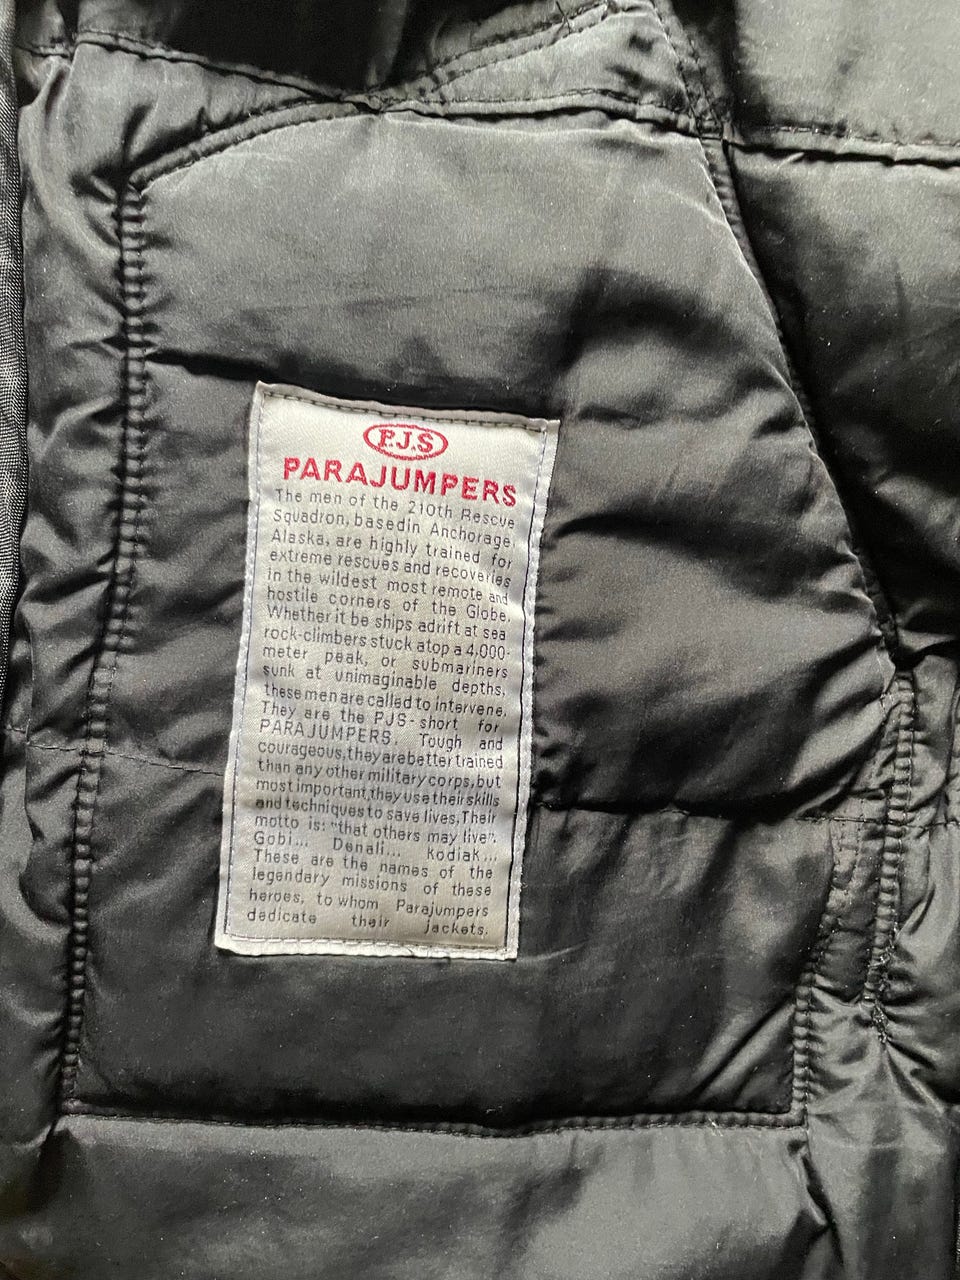 P.J.S
PARAJUMPERS
The men of the 210th Rescue
Squadron, basedin Anchorage,
Alaska, are highly trained for
extreme rescues and recoveries
in the wildest most remote and
hostile corners of the Globe.
Whether it be ships adrift at sea
rock-climbers stuck atop a 4,000-
meter peak, or submariners
sunk at unimaginable depths,
these men are called to intervene.
They are the PJS-short for
PARAJUMPERS. Tough and
courageous, they are better trained
than any other military corps, but
most important, they use their skills
and techniques to save lives. Their
motto is: "that others may live".
Gobi... Denali... Kodiak...
These are the names of the
legendary missions of these
heroes, to whom Parajumpers
dedicate their jackets.